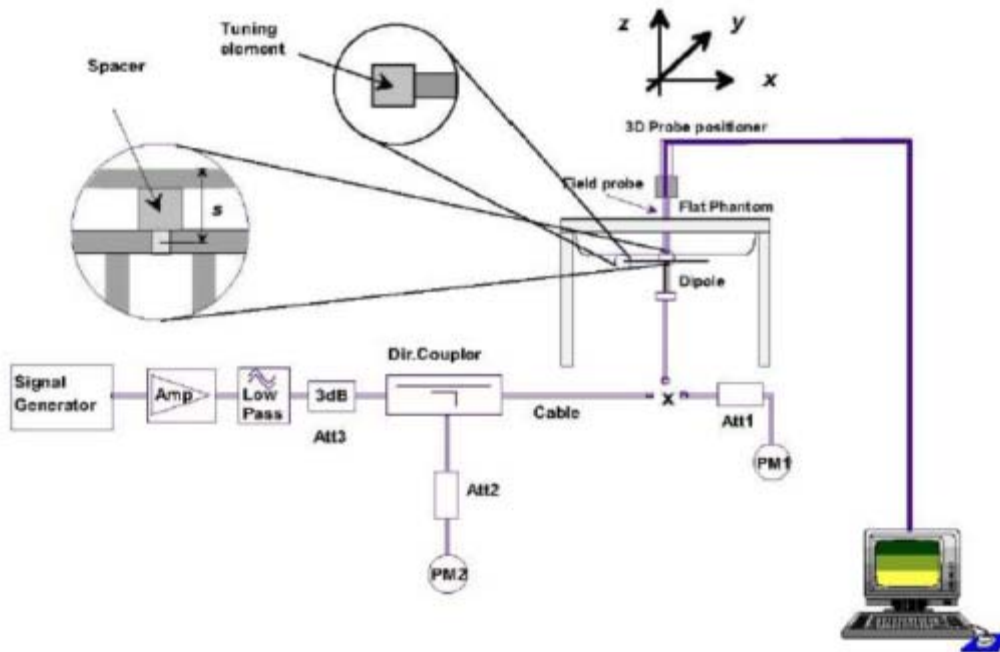 Tuning
element
Spacer
z
y
x
3D Probe positioner
Field probe
Flat Phantom
s
Dipole
Dir.Coupler
Signal
Generator
Amp
Low
Pass
3dB
Att3
Cable
x
Att1
PM1
Att2
PM2